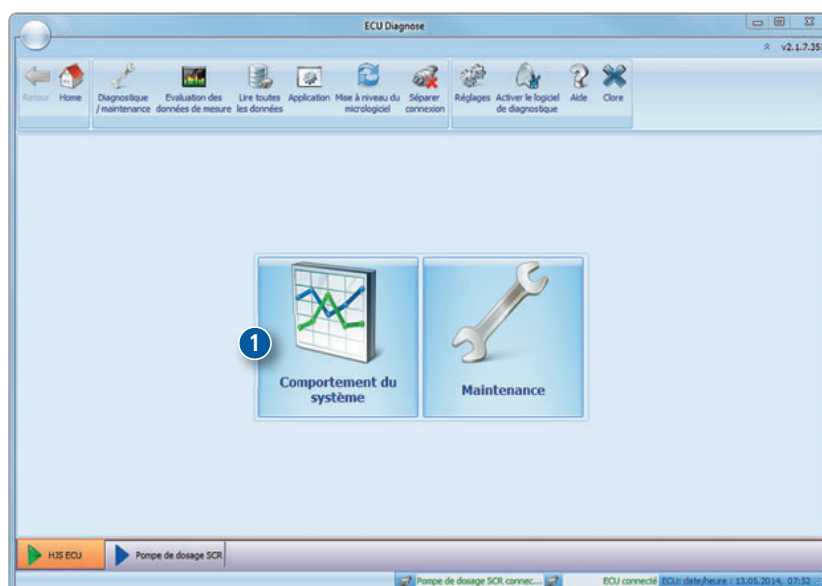 ECU Diagnose
v2.1.7.35
Retour
Home
Diagnostique
/ maintenance
Evaluation des
données de mesure
Lire toutes
les données
Application
Mise à niveau du
micrologiciel
Séparer
connexion
Réglages
Activer le logiciel
de diagnostique
Aide
Clore
1
Comportement du
système
Maintenance
HJS ECU
Pompe de dosage SCR
Pompe de dosage SCR connec...
ECU connecté
ECU: date/heure : 13.05.2014, 07:52